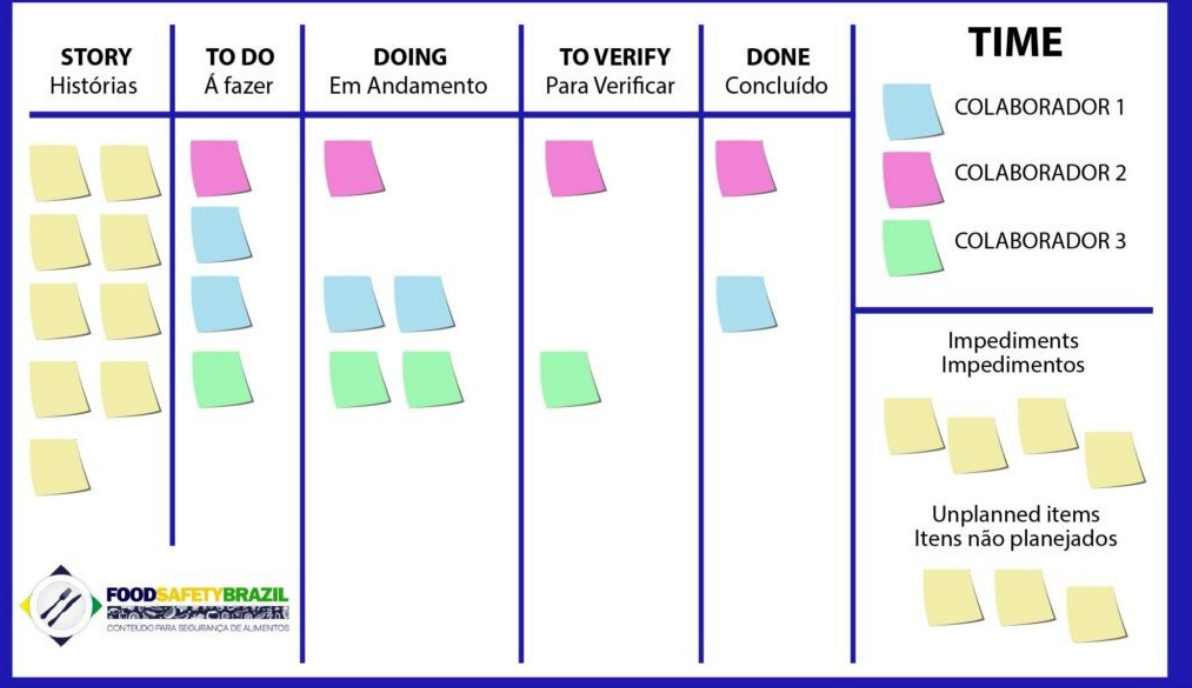 STORY
Histórias
TO DO
Á fazer
DOING
Em Andamento
TO VERIFY
Para Verificar
DONE
Concluído
TIME
COLABORADOR 1
COLABORADOR 2
COLABORADOR 3
Impediments
Impedimentos
Unplanned items
Itens não planejados
FOODSAFETYBRAZIL
CONTEÚDO PARA SEGURANÇA DE ALIMENTOS